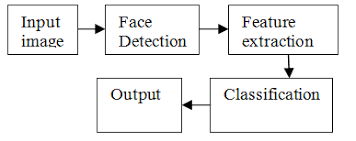 Input
image
Face
Detection
Feature
extraction
Output
Classification